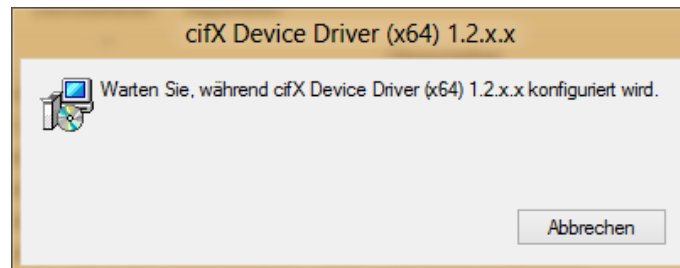 cifX Device Driver (x64) 1.2.x.x
Warten Sie, während cifX Device Driver (x64) 1.2.x.x konfiguriert wird.
Abbrechen